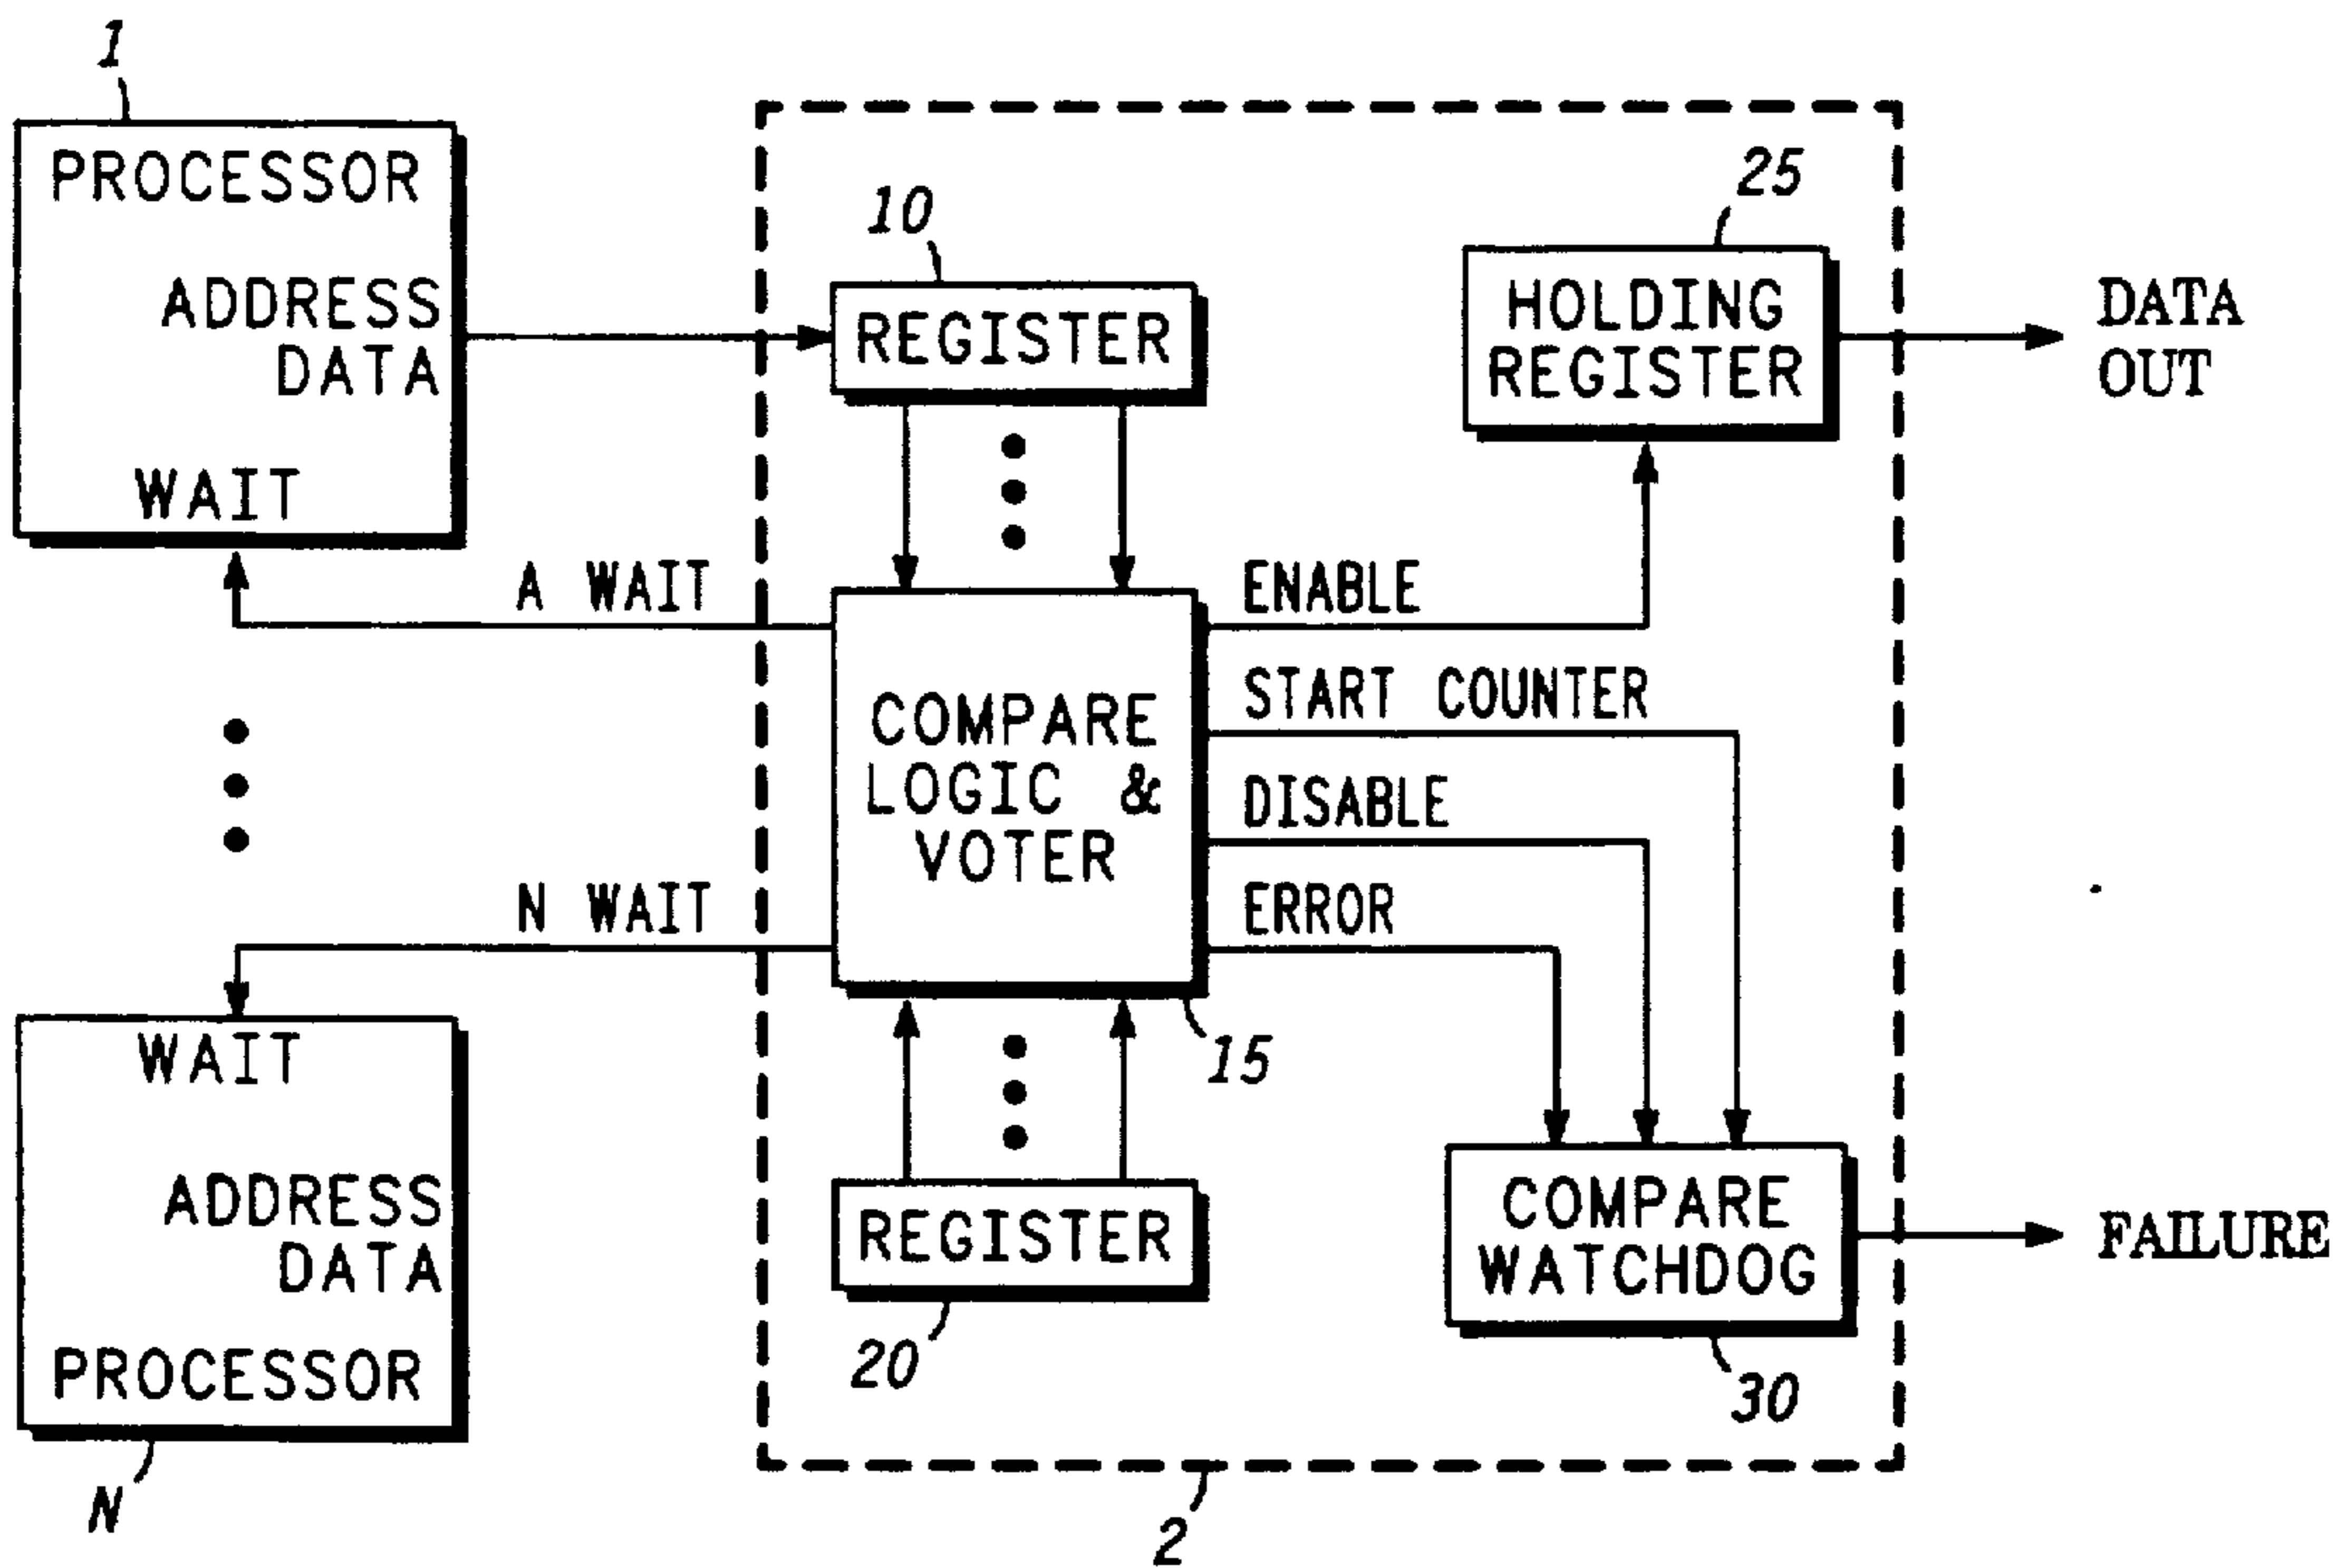 1
PROCESSOR
ADDRESS
DATA
WAIT
10
REGISTER
25
HOLDING
REGISTER
DATA
OUT
A WAIT
ENABLE
START COUNTER
COMPARE
LOGIC &
VOTER
DISABLE
N WAIT
ERROR
15
WAIT
ADDRESS
DATA
PROCESSOR
N
REGISTER
20
COMPARE
WATCHDOG
30
FAILURE
2